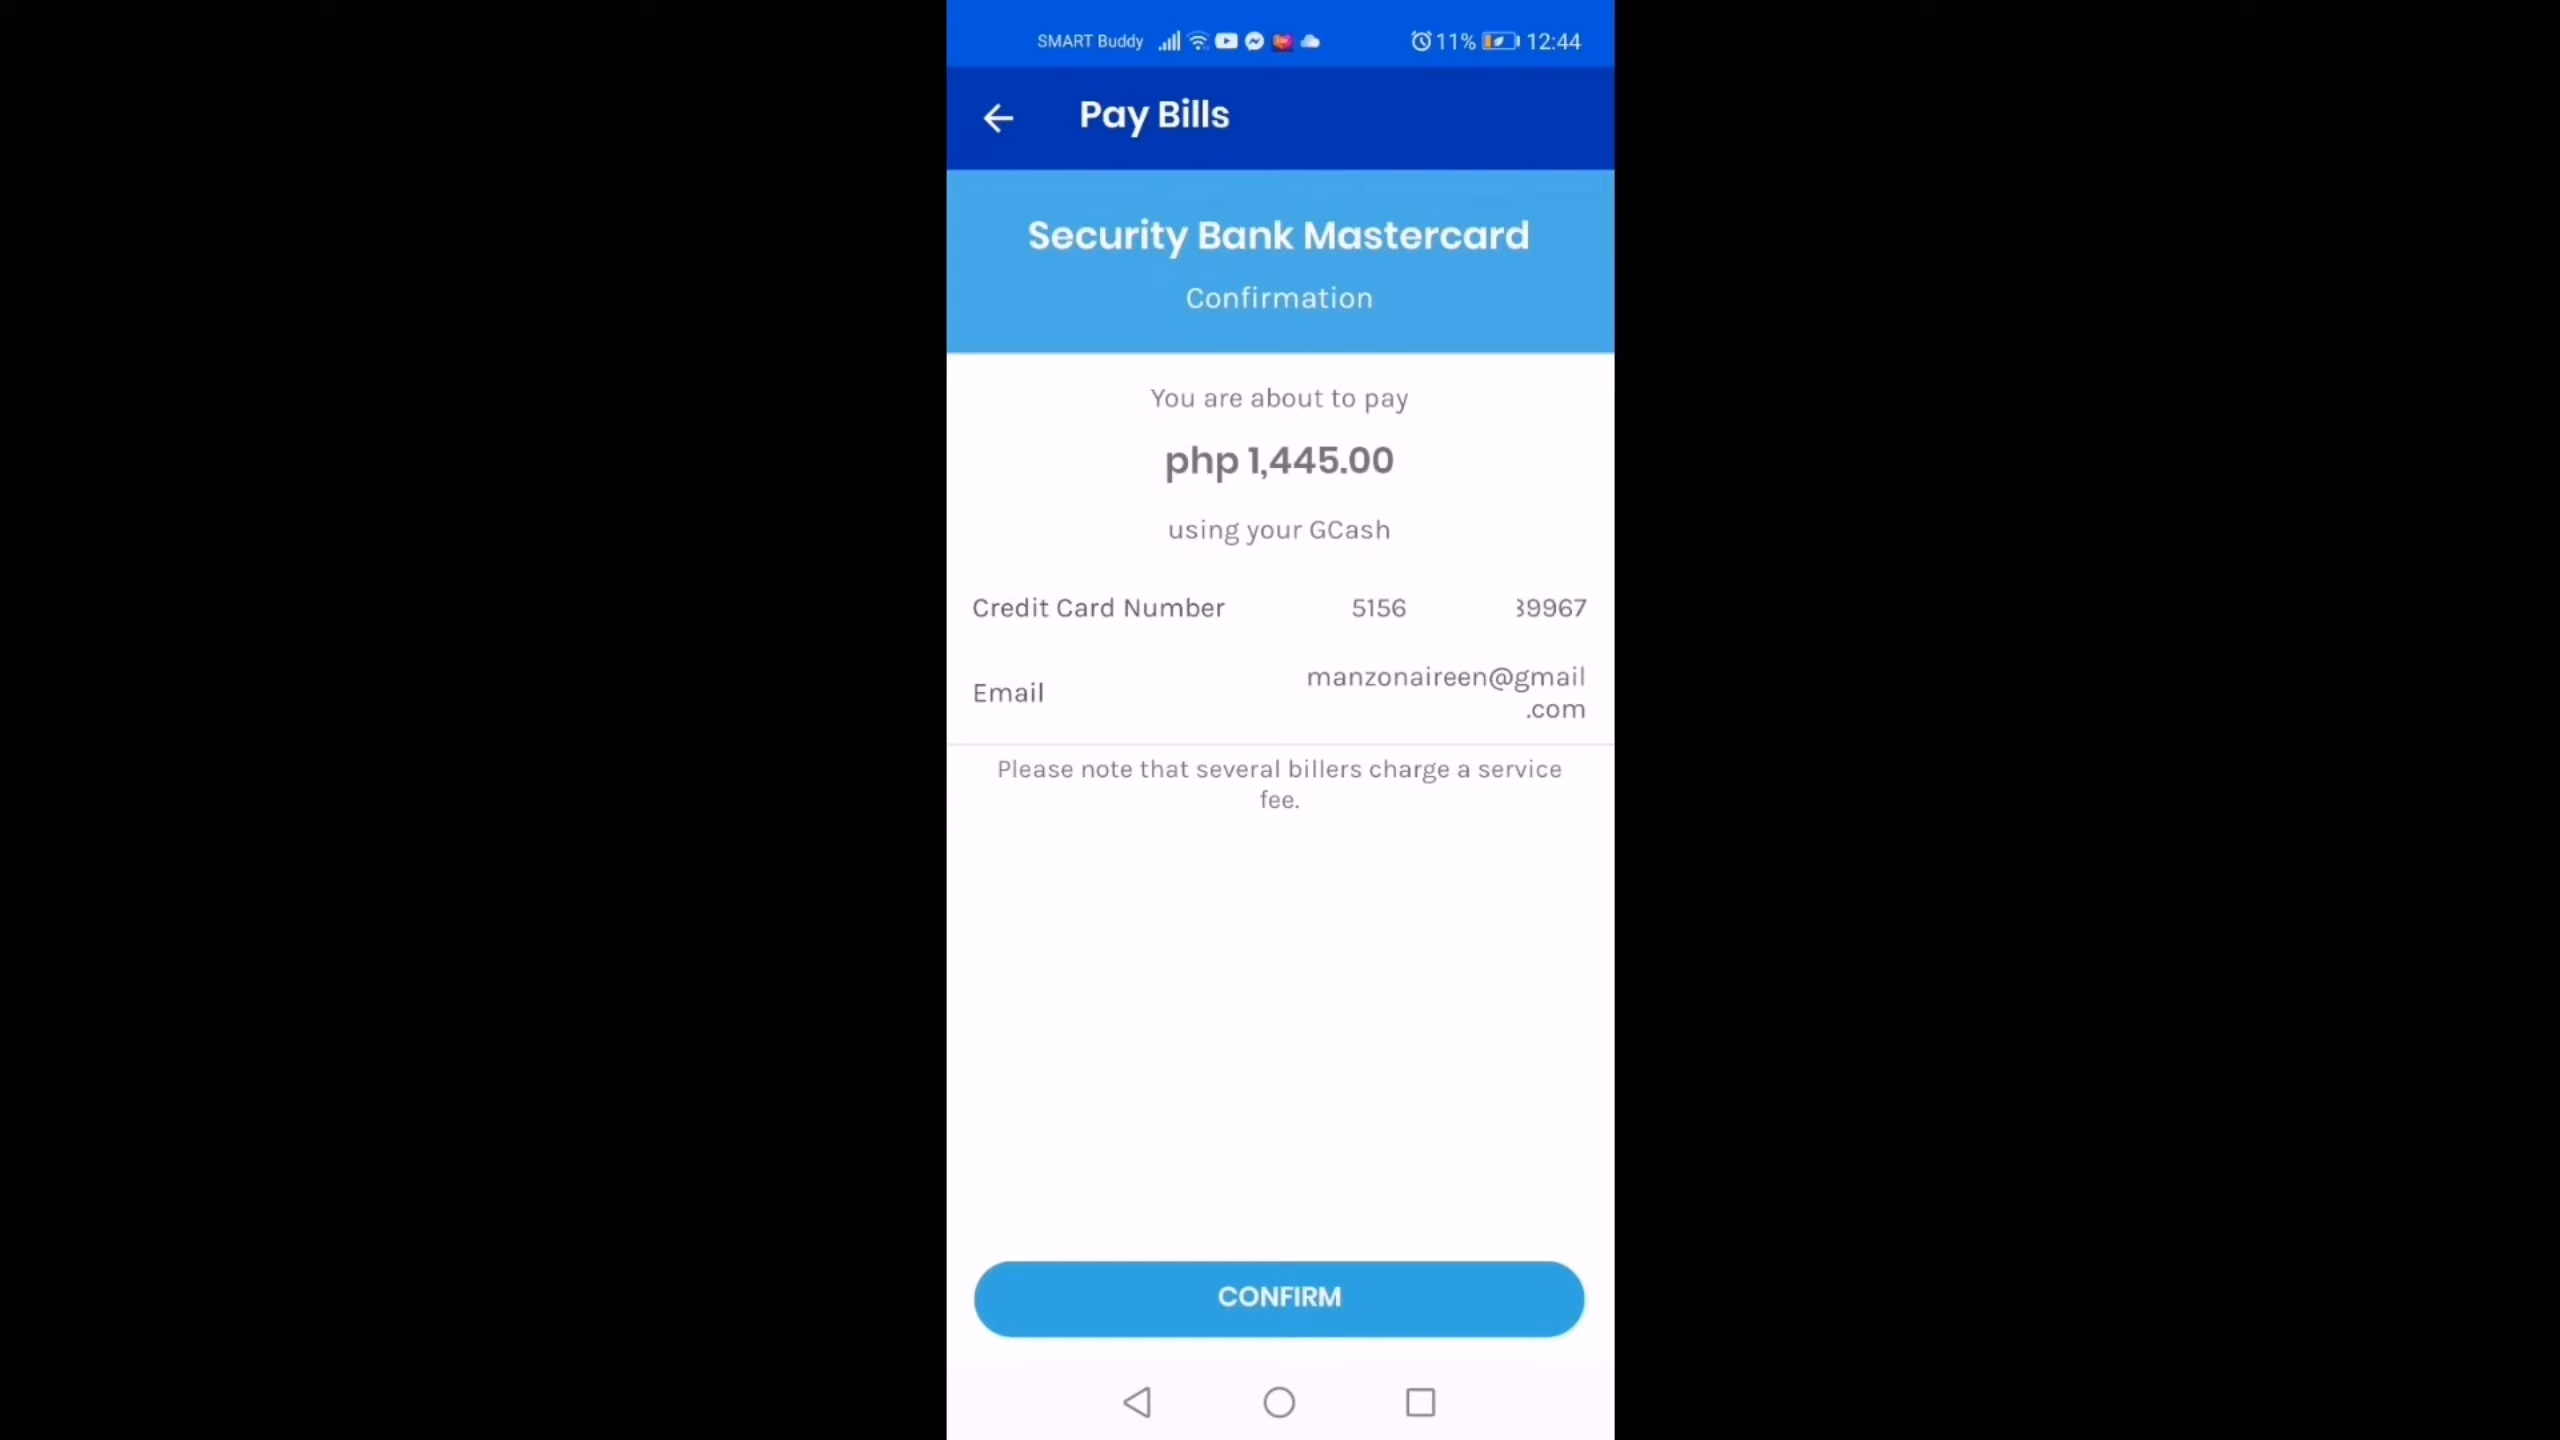 SMART Buddy 11% 12:44
Pay Bills
Security Bank Mastercard
Confirmation
You are about to pay
php 1,445.00
using your GCash
Credit Card Number 5156 39967
Email manzonaireen@gmail
.com
Please note that several billers charge a service
fee.
CONFIRM